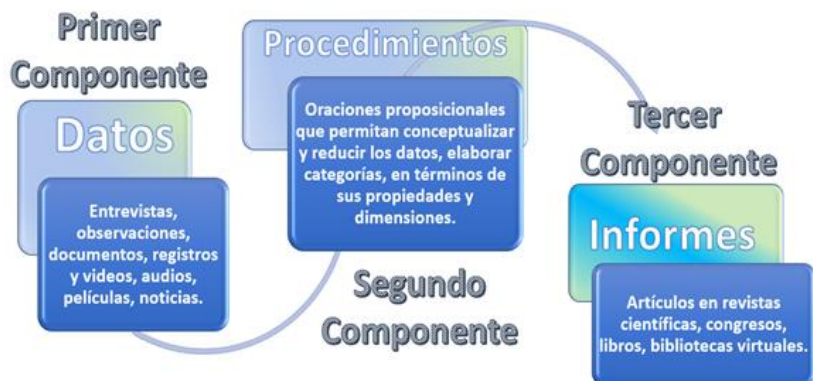 Primer
Componente
Datos
Entrevistas,
observaciones,
documentos, registros
y videos, audios,
películas, noticias.
Procedimientos
Oraciones proposicionales
que permitan conceptualizar
y reducir los datos, elaborar
categorías, en términos de
sus propiedades y
dimensiones.
Segundo
Componente
Tercer
Componente
Informes
Artículos en revistas
científicas, congresos,
libros, bibliotecas virtuales.